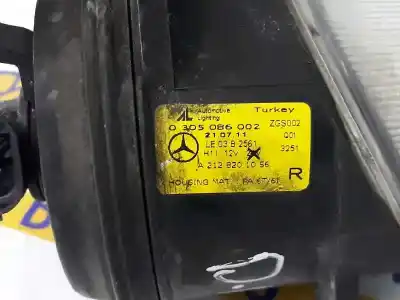 AL Automotive Lighting Turkey
0 305 086 002 ZGS002
21.07.11 Q01
LE 03 B 2561 3251
H11 12V
A 212 820 10 56
HOUSING MAT. PA 6T/6I R